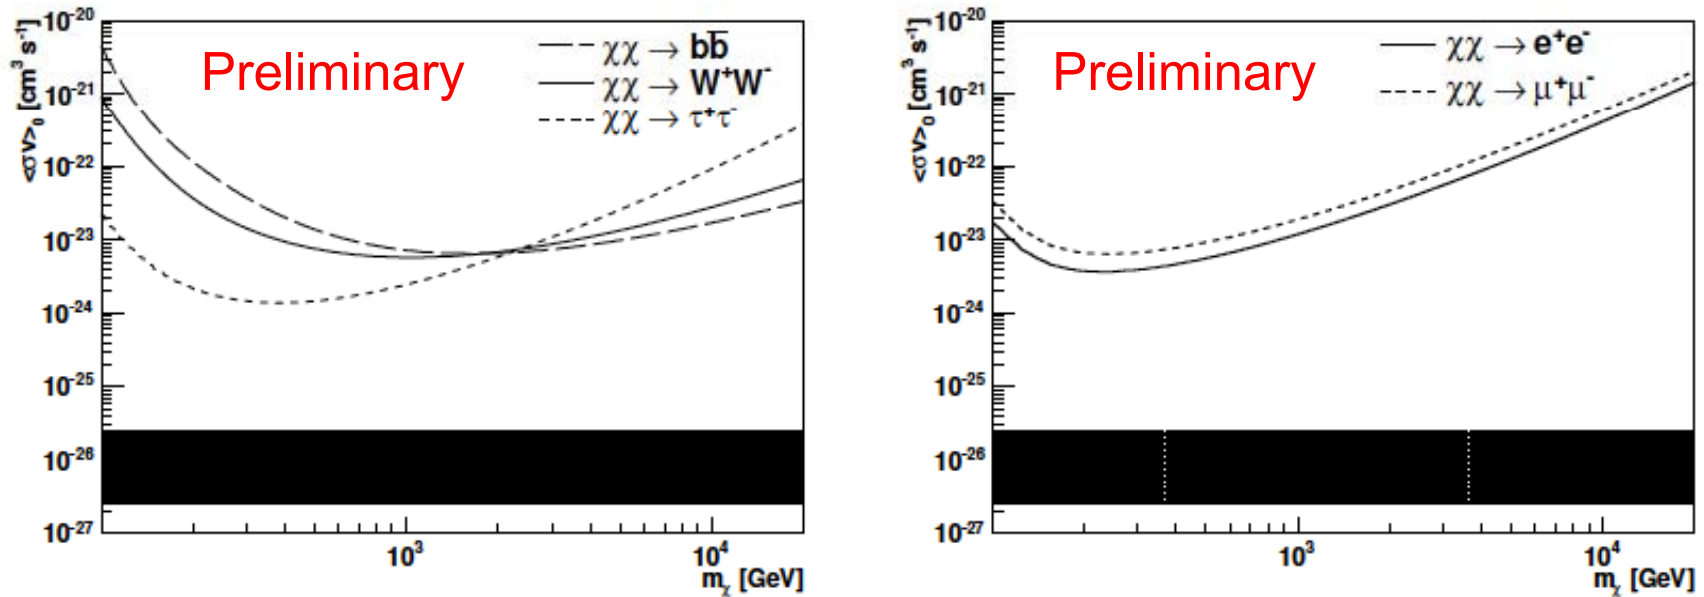 Preliminary
χχ → bb̅
χχ → W⁺W⁻
χχ → τ⁺τ⁻
<σv>₀ [cm³ s⁻¹]
10⁻²⁰
10⁻²¹
10⁻²²
10⁻²³
10⁻²⁴
10⁻²⁵
10⁻²⁶
10⁻²⁷
10³ 10⁴
mχ [GeV]
Preliminary
χχ → e⁺e⁻
χχ → μ⁺μ⁻
<σv>₀ [cm³ s⁻¹]
10⁻²⁰
10⁻²¹
10⁻²²
10⁻²³
10⁻²⁴
10⁻²⁵
10⁻²⁶
10⁻²⁷
10³ 10⁴
mχ [GeV]